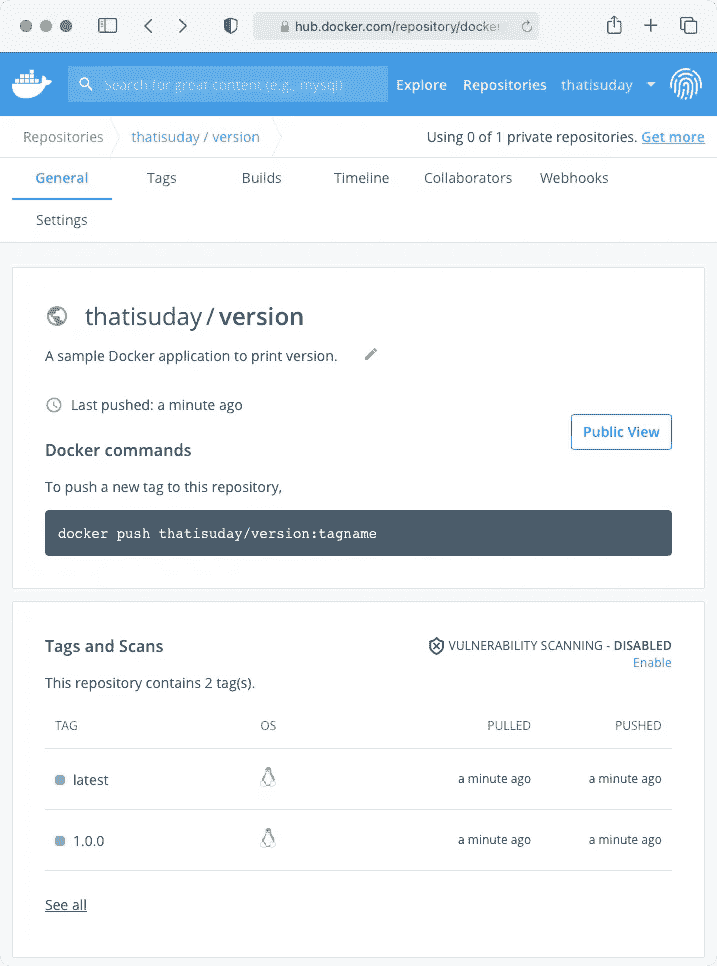 hub.docker.com/repository/docker
Search for great content (e.g., mysql)
Explore
Repositories
thatisuday
Repositories
thatisuday / version
Using 0 of 1 private repositories. Get more
General
Tags
Builds
Timeline
Collaborators
Webhooks
Settings
thatisuday / version
A sample Docker application to print version.
Last pushed: a minute ago
Public View
Docker commands
To push a new tag to this repository,
docker push thatisuday/version:tagname
Tags and Scans
VULNERABILITY SCANNING - DISABLED
Enable
This repository contains 2 tag(s).
TAG
OS
PULLED
PUSHED
latest
a minute ago
a minute ago
1.0.0
a minute ago
a minute ago
See all